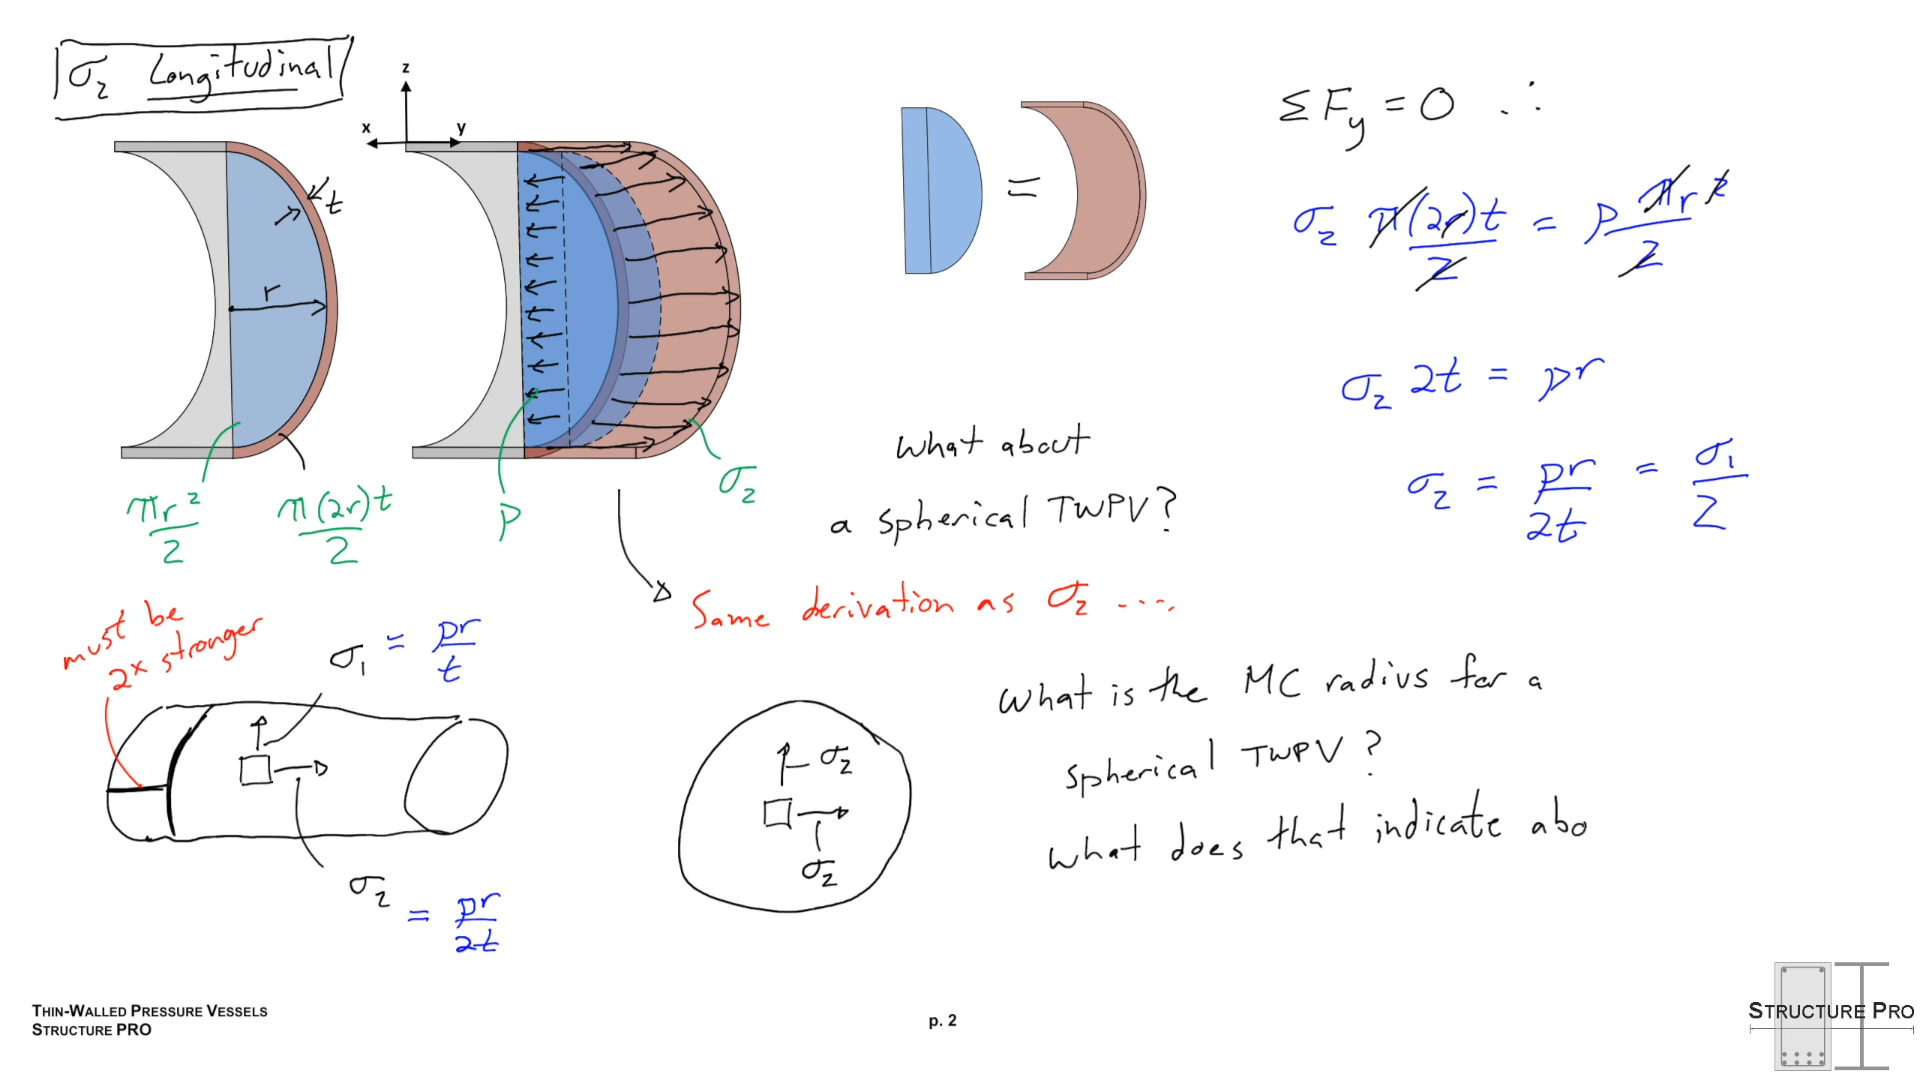 σ₂ Longitudinal
z
x
y
t
r
πr²/2
π(2r)t/2
p
σ₂
=
ΣF_y = 0 ∴
σ₂ π(2r)t/2 = p πr²/2
σ₂ 2t = pr
σ₂ = pr/2t = σ₁/2
What about
a spherical TWPV?
Same derivation as σ₂ ....
must be
2x stronger
σ₁ = pr/t
σ₂ = pr/2t
σ₂
σ₂
What is the MC radius for a
spherical TWPV?
What does that indicate abo
THIN-WALLED PRESSURE VESSELS
STRUCTURE PRO
p. 2
STRUCTURE PRO